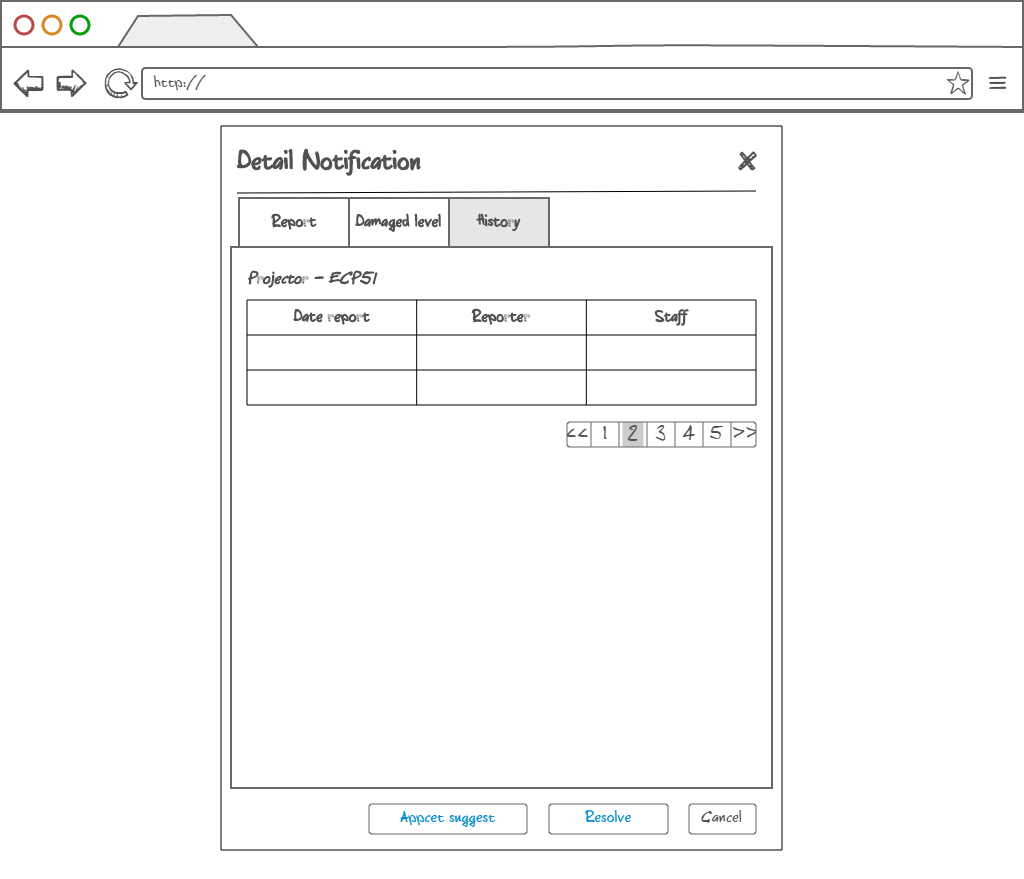 http://
Detail Notification
Report Damaged level History
Projector - ECP51
Date report Reporter Staff
<< 1 2 3 4 5 >>
Appcet suggest Resolve Cancel